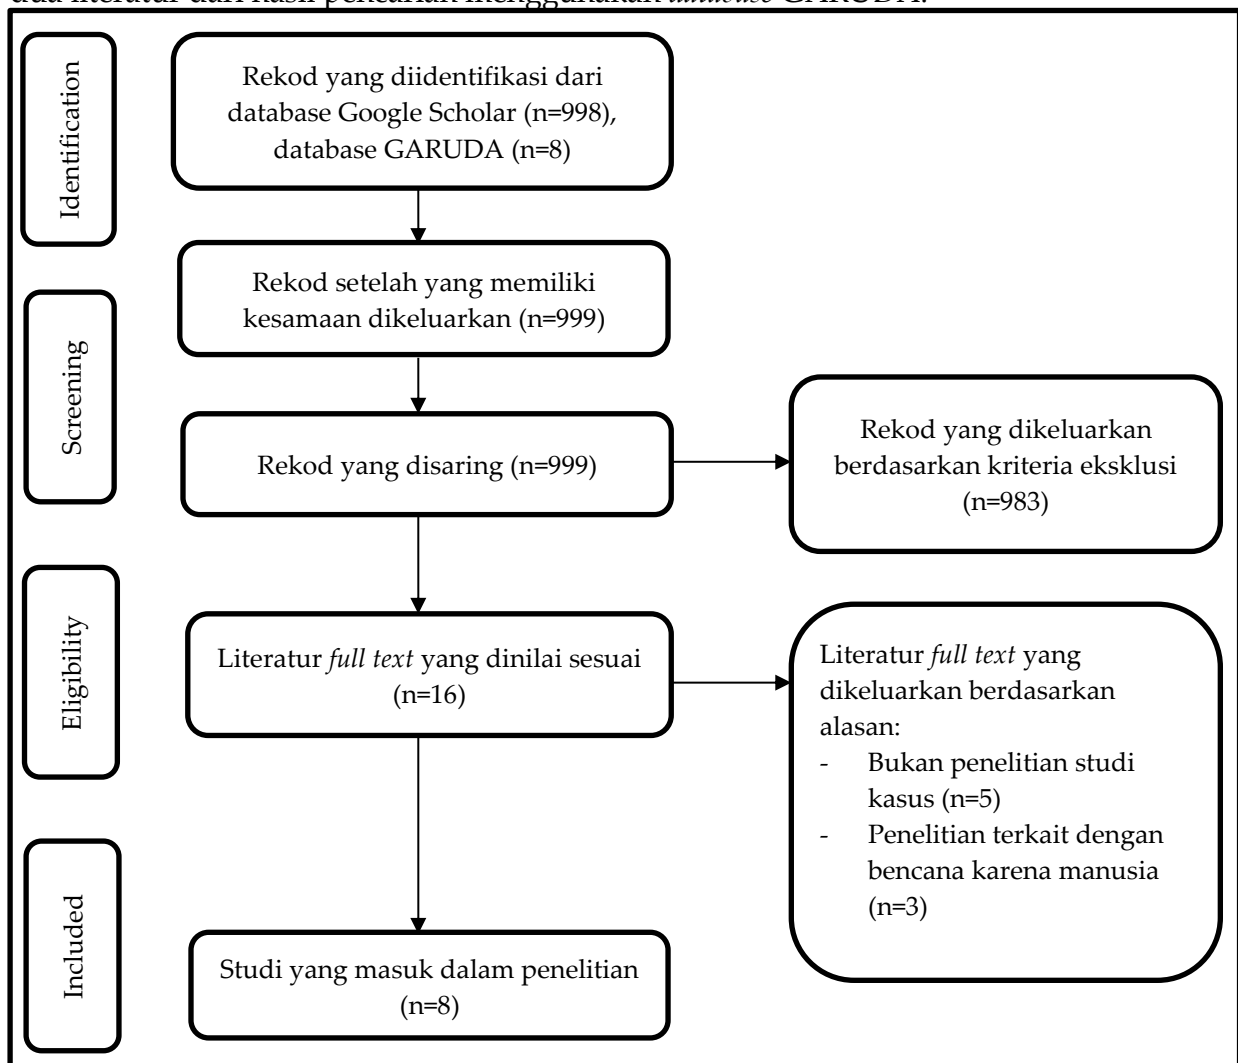 dua literatur dari hasil pencarian menggunakan database GARUDA.
Identification
Rekod yang diidentifikasi dari
database Google Scholar (n=998),
database GARUDA (n=8)
Screening
Rekod setelah yang memiliki
kesamaan dikeluarkan (n=999)
Rekod yang disaring (n=999)
Rekod yang dikeluarkan
berdasarkan kriteria eksklusi
(n=983)
Eligibility
Literatur full text yang dinilai sesuai
(n=16)
Literatur full text yang
dikeluarkan berdasarkan
alasan:
- Bukan penelitian studi
kasus (n=5)
- Penelitian terkait dengan
bencana karena manusia
(n=3)
Included
Studi yang masuk dalam penelitian
(n=8)